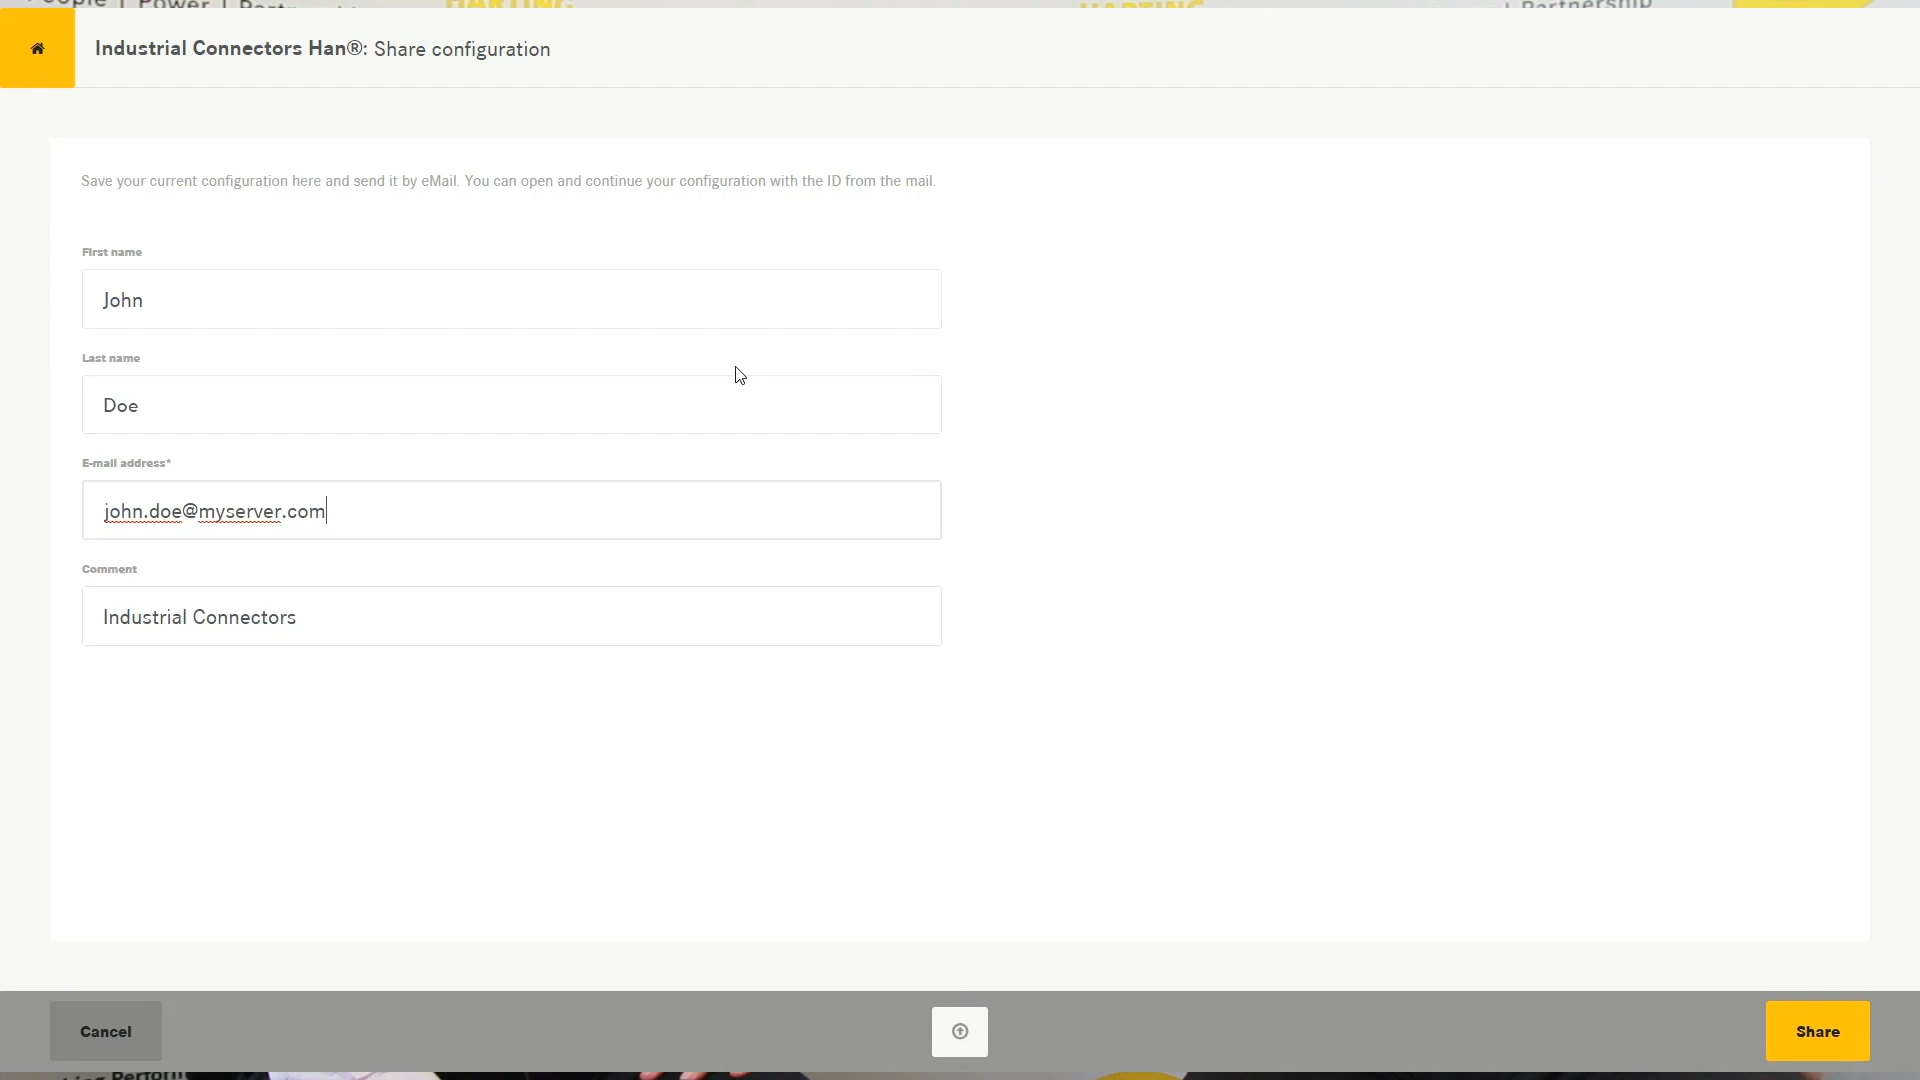 Industrial Connectors Han®: Share configuration
Save your current configuration here and send it by eMail. You can open and continue your configuration with the ID from the mail.
First name
John
Last name
Doe
E-mail address*
john.doe@myserver.com
Comment
Industrial Connectors
Cancel
Share